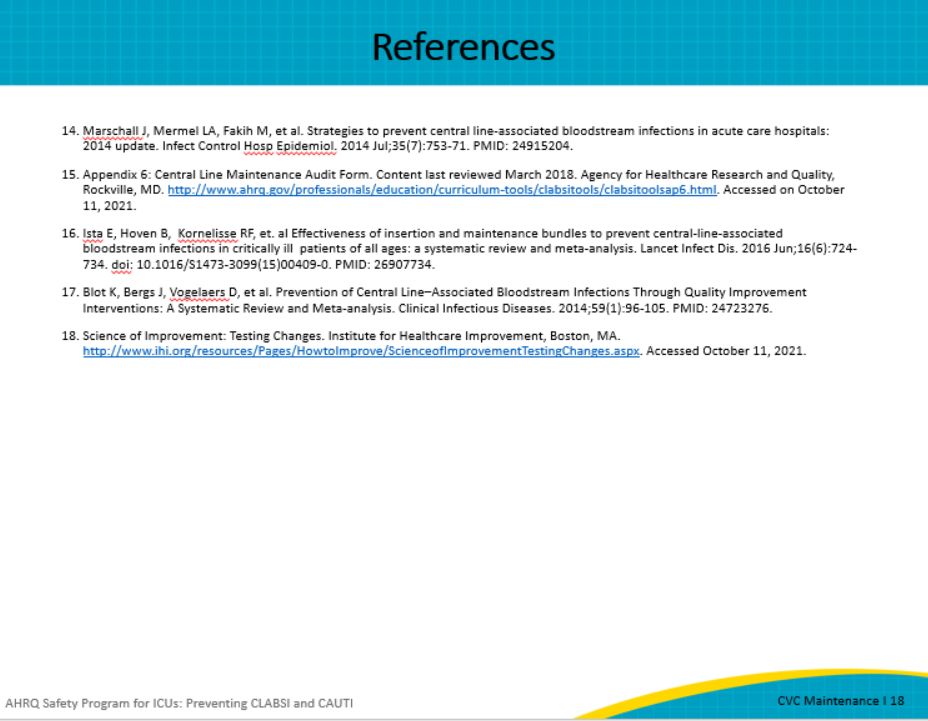 References
14. Marschall J, Mermel LA, Fakih M, et al. Strategies to prevent central line-associated bloodstream infections in acute care hospitals:
2014 update. Infect Control Hosp Epidemiol. 2014 Jul;35(7):753-71. PMID: 24915204.
15. Appendix 6: Central Line Maintenance Audit Form. Content last reviewed March 2018. Agency for Healthcare Research and Quality,
Rockville, MD. http://www.ahrq.gov/professionals/education/curriculum-tools/clabsitools/clabsitoolsap6.html. Accessed on October
11, 2021.
16. Ista E, Hoven B, Kornelisse RF, et. al Effectiveness of insertion and maintenance bundles to prevent central-line-associated
bloodstream infections in critically ill patients of all ages: a systematic review and meta-analysis. Lancet Infect Dis. 2016 Jun;16(6):724-
734. doi: 10.1016/S1473-3099(15)00409-0. PMID: 26907734.
17. Blot K, Bergs J, Vogelaers D, et al. Prevention of Central Line–Associated Bloodstream Infections Through Quality Improvement
Interventions: A Systematic Review and Meta-analysis. Clinical Infectious Diseases. 2014;59(1):96-105. PMID: 24723276.
18. Science of Improvement: Testing Changes. Institute for Healthcare Improvement, Boston, MA.
http://www.ihi.org/resources/Pages/HowtoImprove/ScienceofImprovementTestingChanges.aspx. Accessed October 11, 2021.
AHRQ Safety Program for ICUs: Preventing CLABSI and CAUTI
CVC Maintenance I 18